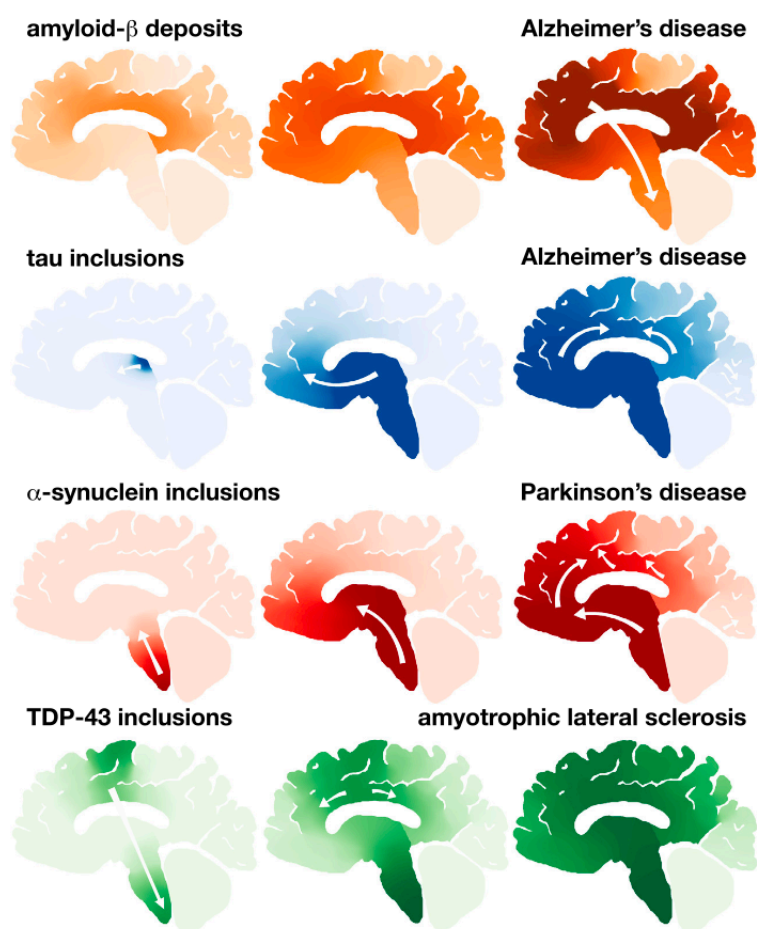 amyloid-β deposits
Alzheimer's disease
tau inclusions
Alzheimer's disease
α-synuclein inclusions
Parkinson's disease
TDP-43 inclusions
amyotrophic lateral sclerosis